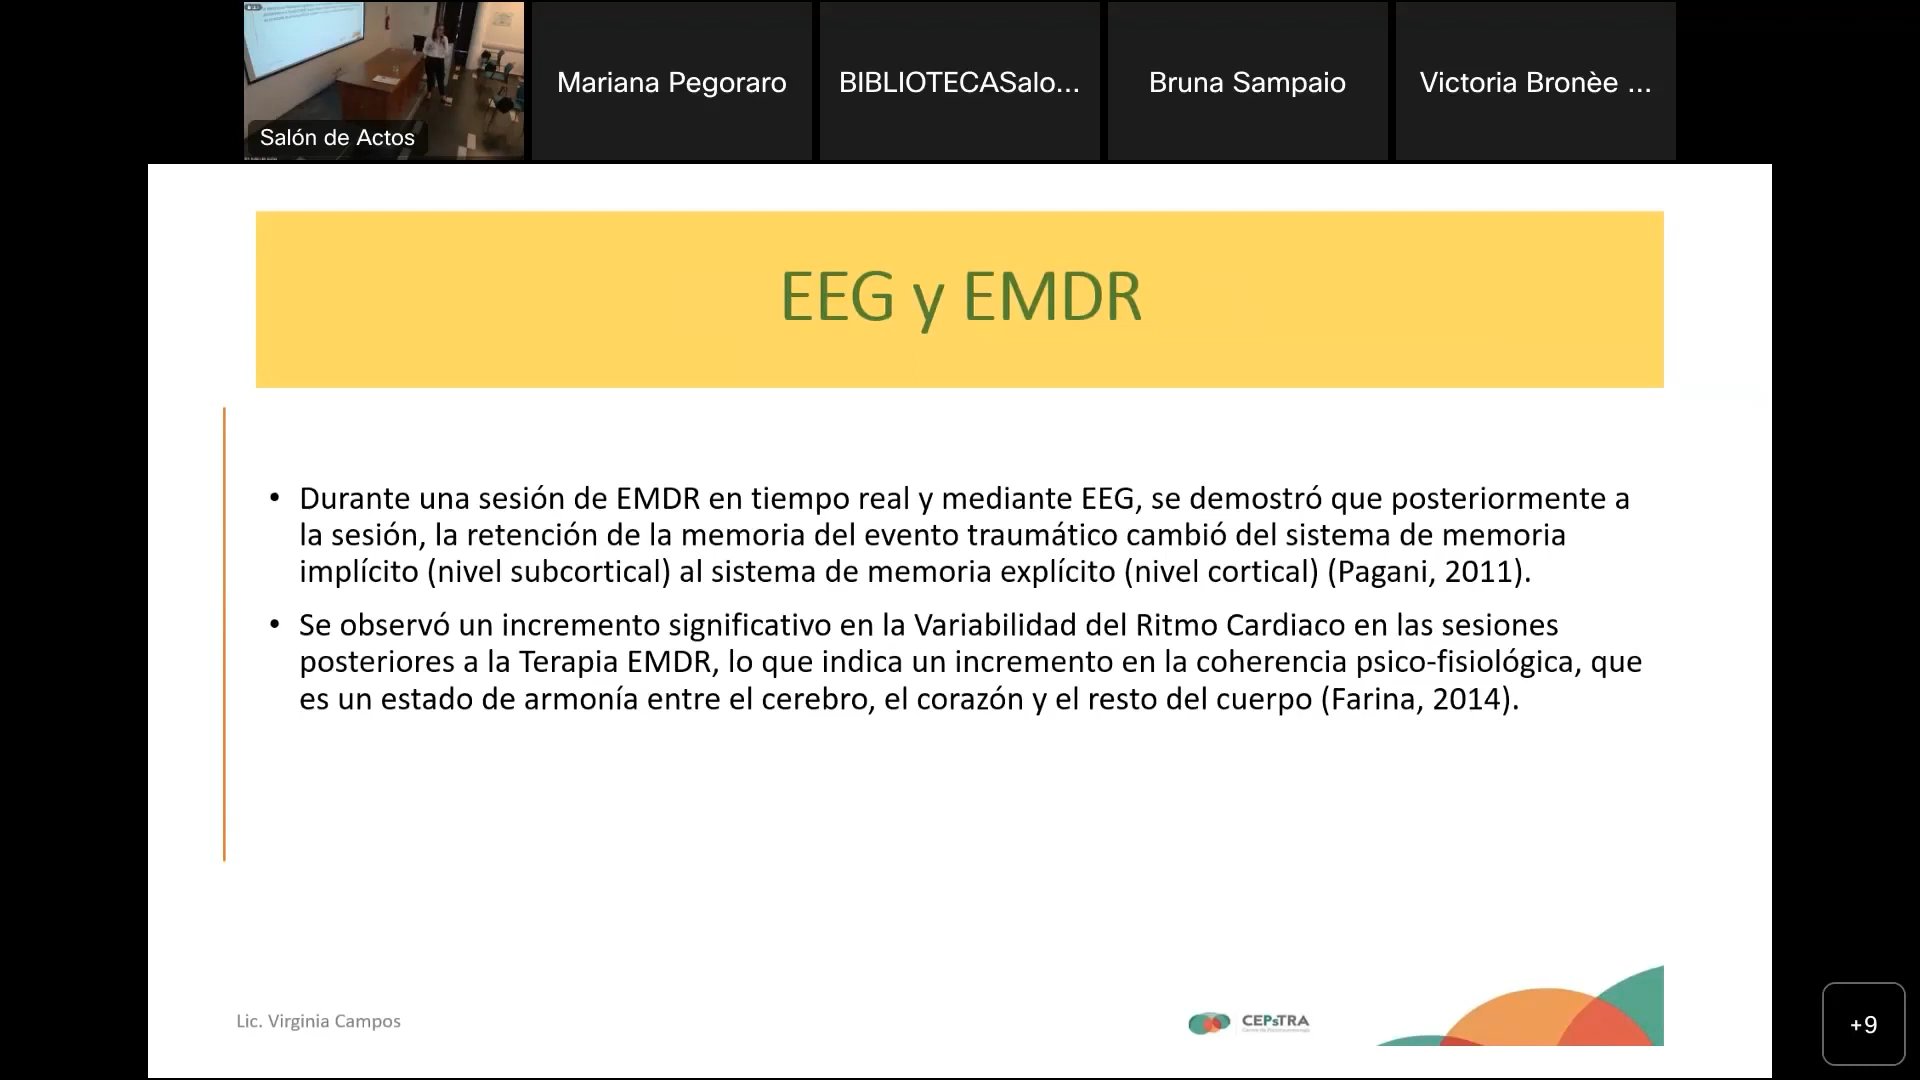 Salón de Actos
Mariana Pegoraro
BIBLIOTECASalo...
Bruna Sampaio
Victoria Bronèe ...
EEG y EMDR
• Durante una sesión de EMDR en tiempo real y mediante EEG, se demostró que posteriormente a
la sesión, la retención de la memoria del evento traumático cambió del sistema de memoria
implícito (nivel subcortical) al sistema de memoria explícito (nivel cortical) (Pagani, 2011).
• Se observó un incremento significativo en la Variabilidad del Ritmo Cardiaco en las sesiones
posteriores a la Terapia EMDR, lo que indica un incremento en la coherencia psico-fisiológica, que
es un estado de armonía entre el cerebro, el corazón y el resto del cuerpo (Farina, 2014).
Lic. Virginia Campos
CEPsTRA
+9